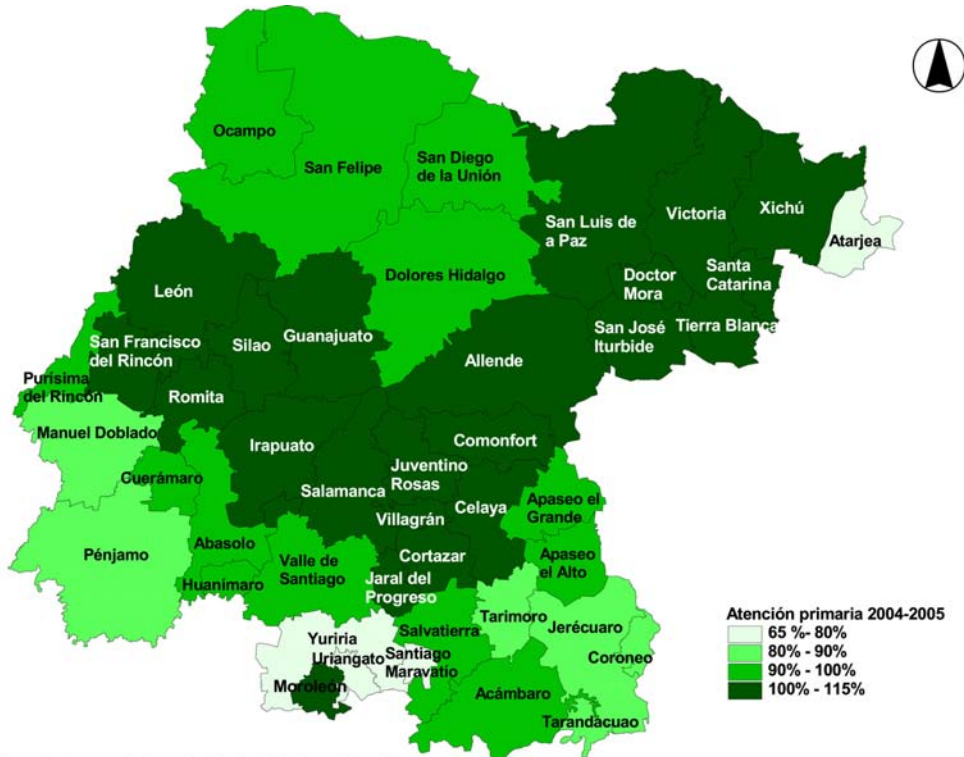 Ocampo
San Felipe
San Diego
de la Unión
San Luis de
a Paz
Victoria
Xichú
Atarjea
Dolores Hidalgo
Doctor
Mora
Santa
Catarina
León
Guanajuato
San José
Iturbide
Tierra Blanca
San Francisco
del Rincón
Silao
Allende
Purísima
del Rincón
Romita
Manuel Doblado
Irapuato
Comonfort
Cuerámaro
Juventino
Rosas
Salamanca
Celaya
Apaseo el
Grande
Villagrán
Pénjamo
Abasolo
Valle de
Santiago
Cortazar
Apaseo
el Alto
Huanímaro
Jaral del
Progreso
Tarimoro
Jerécuaro
Salvatierra
Yuriria
Uriangato
Santiago
Maravatío
Coroneo
Moroleón
Acámbaro
Tarandacuao
Atención primaria 2004-2005
65 %- 80%
80% - 90%
90% - 100%
100% - 115%